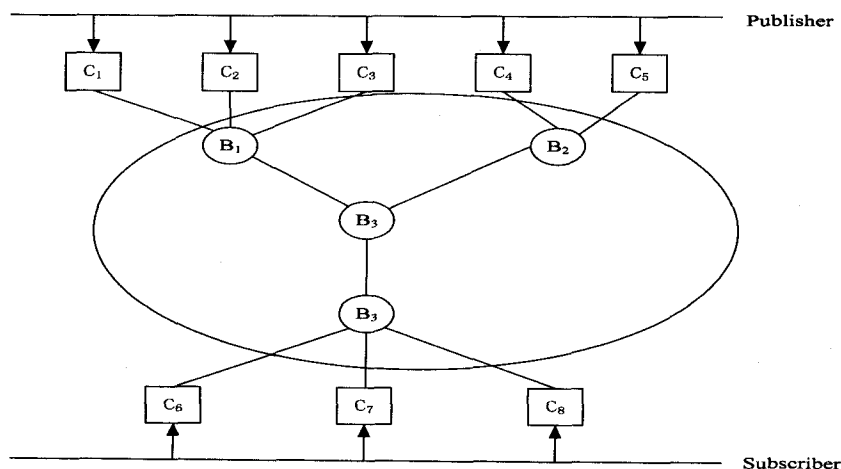 Publisher
C₁ C₂ C₃ C₄ C₅
B₁ B₂
B₃
B₃
C₆ C₇ C₈
Subscriber